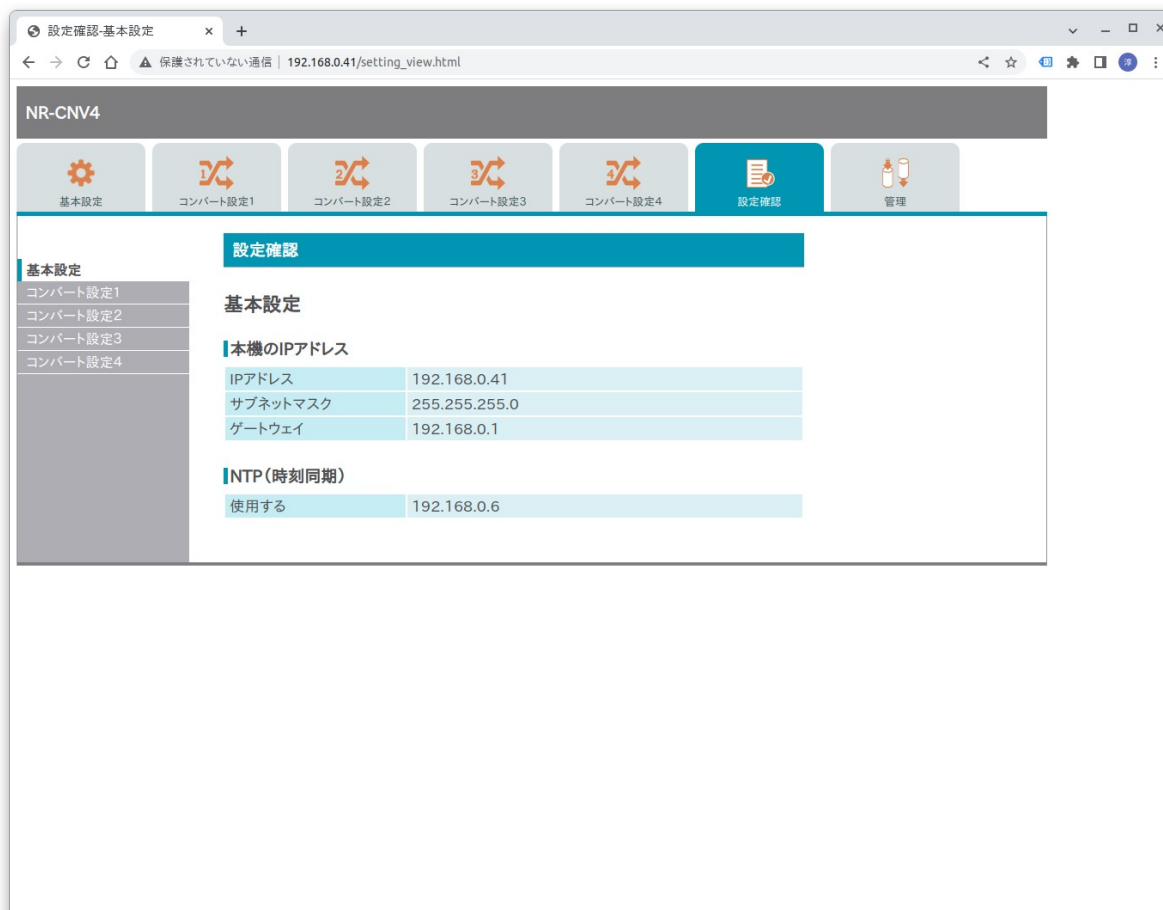 設定確認-基本設定
保護されていない通信 | 192.168.0.41/setting_view.html
淳
NR-CNV4
基本設定
1
コンバート設定1
2
コンバート設定2
3
コンバート設定3
4
コンバート設定4
設定確認
管理
基本設定
コンバート設定1
コンバート設定2
コンバート設定3
コンバート設定4
設定確認
基本設定
本機のIPアドレス
IPアドレス 192.168.0.41
サブネットマスク 255.255.255.0
ゲートウェイ 192.168.0.1
NTP(時刻同期)
使用する 192.168.0.6